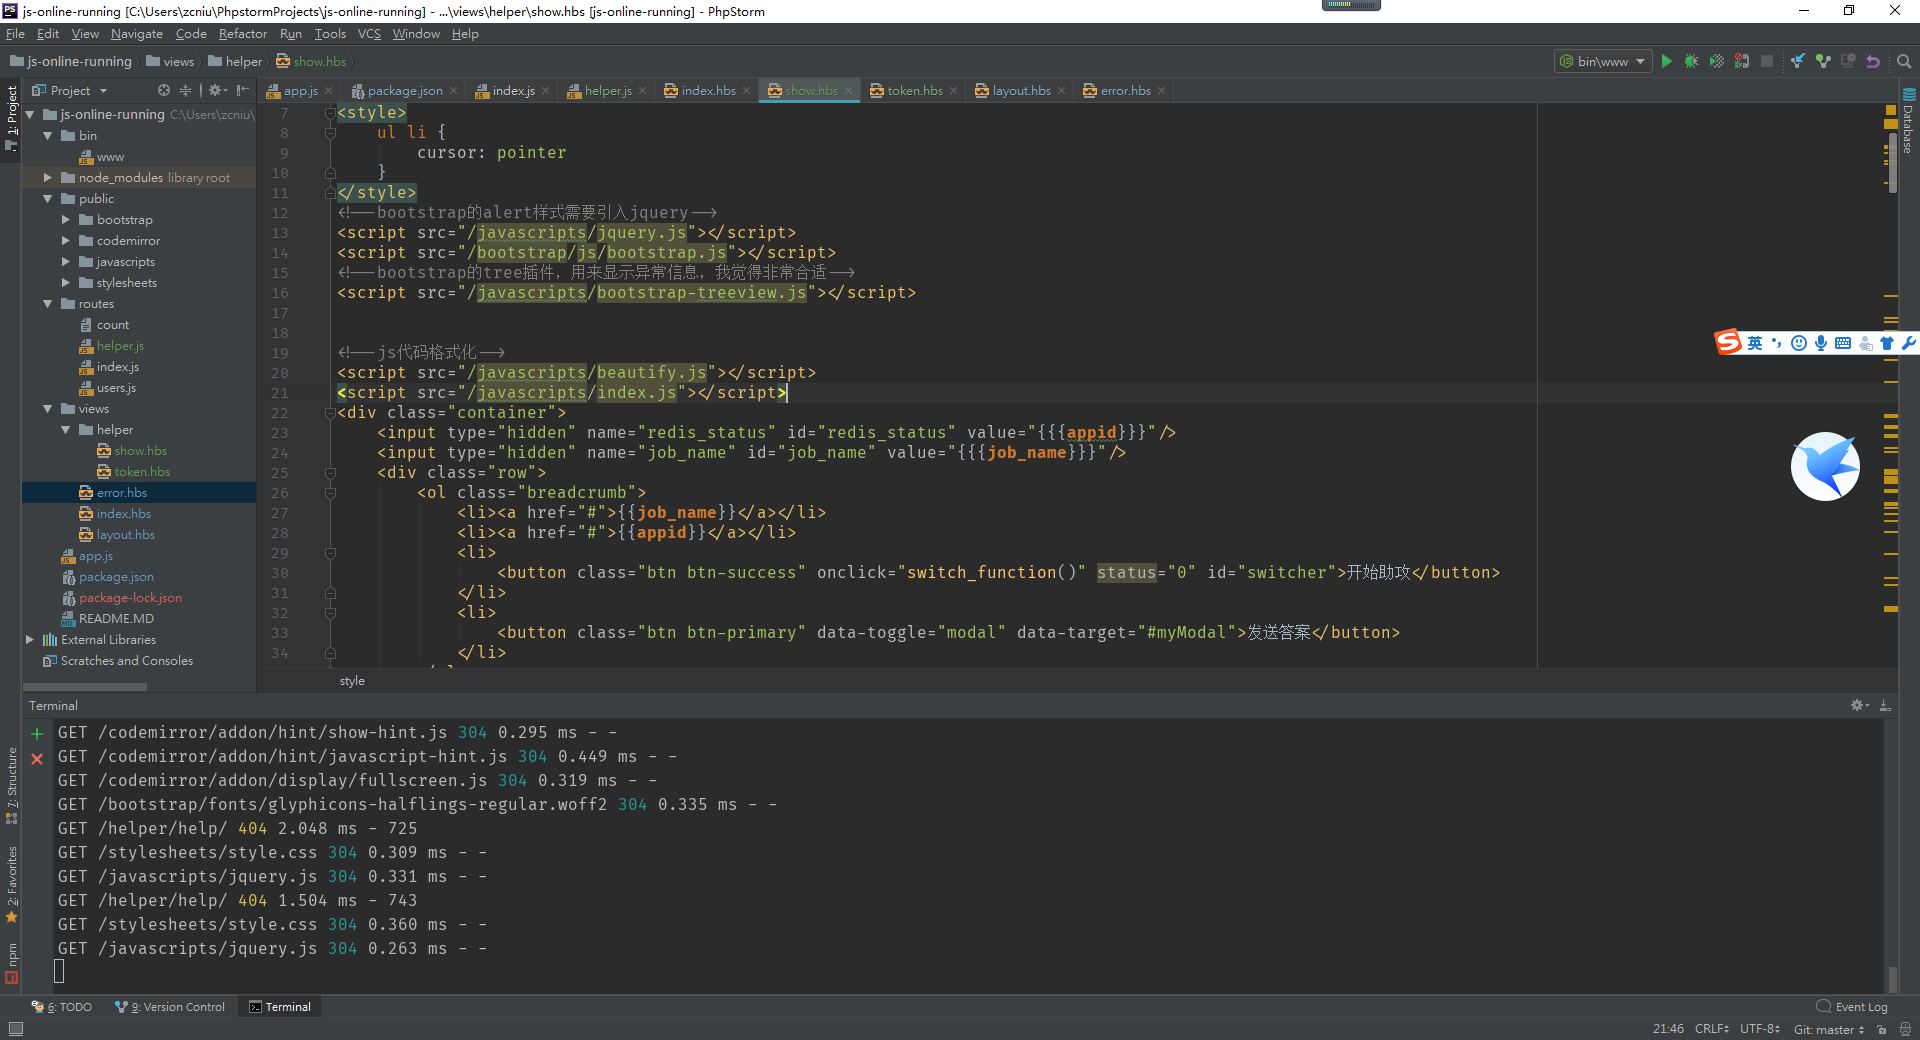 js-online-running [C:\Users\zcniu\PhpstormProjects\js-online-running] - ...\views\helper\show.hbs [js-online-running] - PhpStorm
File Edit View Navigate Code Refactor Run Tools VCS Window Help
js-online-running views helper show.hbs
bin\www
Project
app.js package.json index.js helper.js index.hbs show.hbs token.hbs layout.hbs error.hbs
1: Project
7: Structure
2: Favorites
npm
Database
js-online-running C:\Users\zcniu\
bin
www
node_modules library root
public
bootstrap
codemirror
javascripts
stylesheets
routes
count
helper.js
index.js
users.js
views
helper
show.hbs
token.hbs
error.hbs
index.hbs
layout.hbs
app.js
package.json
package-lock.json
README.MD
External Libraries
Scratches and Consoles
7 <style>
8 ul li {
9 cursor: pointer
10 }
11 </style>
12 <!--bootstrap的alert样式需要引入jquery-->
13 <script src="/javascripts/jquery.js"></script>
14 <script src="/bootstrap/js/bootstrap.js"></script>
15 <!--bootstrap的tree插件，用来显示异常信息，我觉得非常合适-->
16 <script src="/javascripts/bootstrap-treeview.js"></script>
17
18
19 <!--js代码格式化-->
20 <script src="/javascripts/beautify.js"></script>
21 <script src="/javascripts/index.js"></script>
22 <div class="container">
23 <input type="hidden" name="redis_status" id="redis_status" value="{{{appid}}}"/>
24 <input type="hidden" name="job_name" id="job_name" value="{{{job_name}}}"/>
25 <div class="row">
26 <ol class="breadcrumb">
27 <li><a href="#">{{job_name}}</a></li>
28 <li><a href="#">{{appid}}</a></li>
29 <li>
30 <button class="btn btn-success" onclick="switch_function()" status="0" id="switcher">开始助攻</button>
31 </li>
32 <li>
33 <button class="btn btn-primary" data-toggle="modal" data-target="#myModal">发送答案</button>
34 </li>
style
英
Terminal
GET /codemirror/addon/hint/show-hint.js 304 0.295 ms - -
GET /codemirror/addon/hint/javascript-hint.js 304 0.449 ms - -
GET /codemirror/addon/display/fullscreen.js 304 0.319 ms - -
GET /bootstrap/fonts/glyphicons-halflings-regular.woff2 304 0.335 ms - -
GET /helper/help/ 404 2.048 ms - 725
GET /stylesheets/style.css 304 0.309 ms - -
GET /javascripts/jquery.js 304 0.331 ms - -
GET /helper/help/ 404 1.504 ms - 743
GET /stylesheets/style.css 304 0.360 ms - -
GET /javascripts/jquery.js 304 0.263 ms - -
6: TODO 9: Version Control Terminal Event Log
21:46 CRLF UTF-8 Git: master